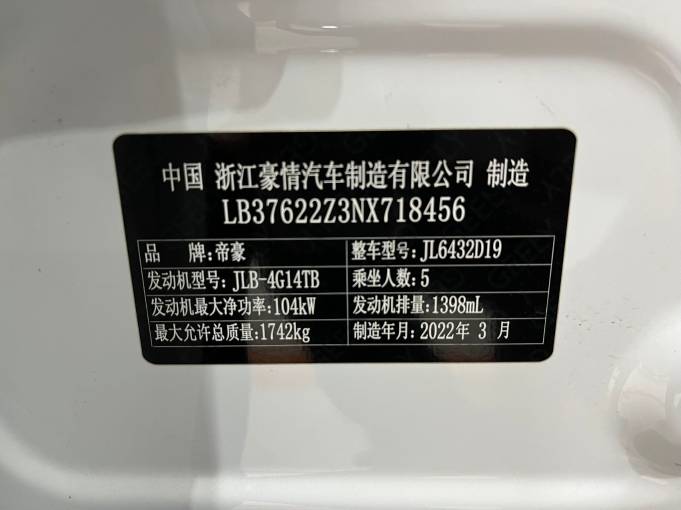 中国 浙江豪情汽车制造有限公司 制造
LB37622Z3NX718456
品 牌:帝豪 整车型号:JL6432D19
发动机型号:JLB-4G14TB 乘坐人数:5
发动机最大净功率:104kW 发动机排量:1398mL
最大允许总质量:1742kg 制造年月:2022年 3 月